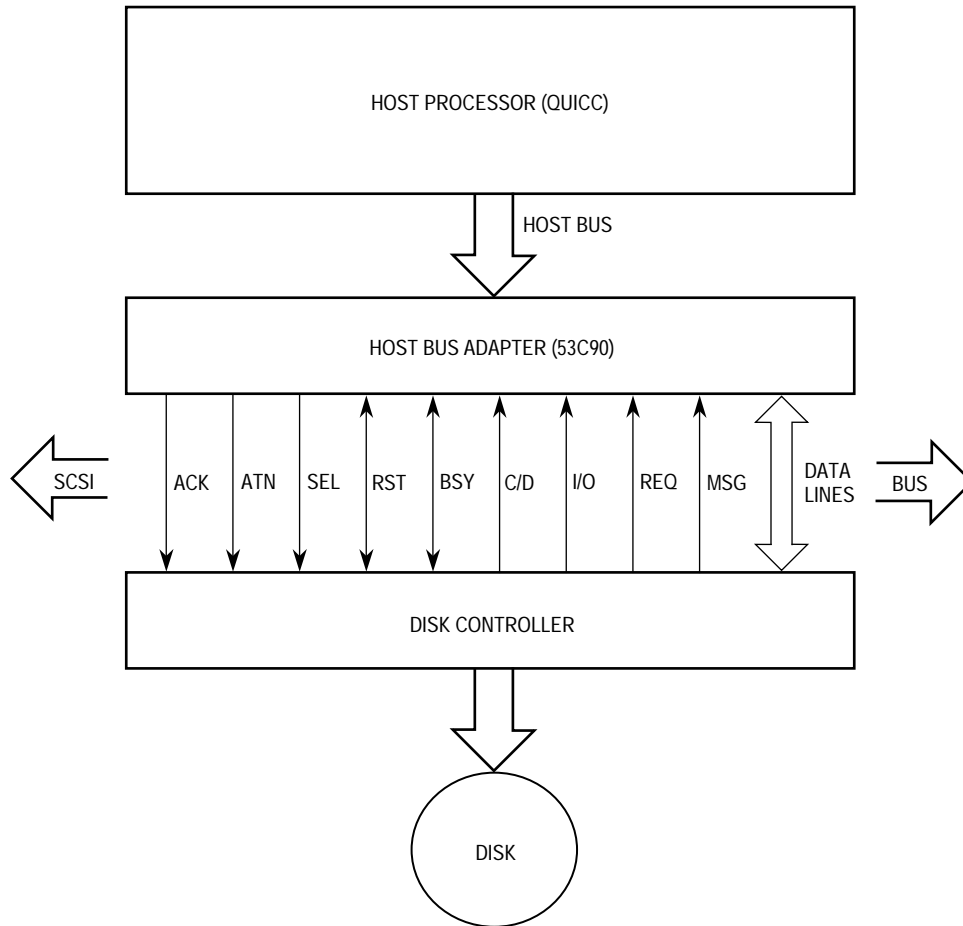 HOST PROCESSOR (QUICC)
HOST BUS
HOST BUS ADAPTER (53C90)
SCSI
ACK
ATN
SEL
RST
BSY
C/D
I/O
REQ
MSG
DATA
LINES
BUS
DISK CONTROLLER
DISK